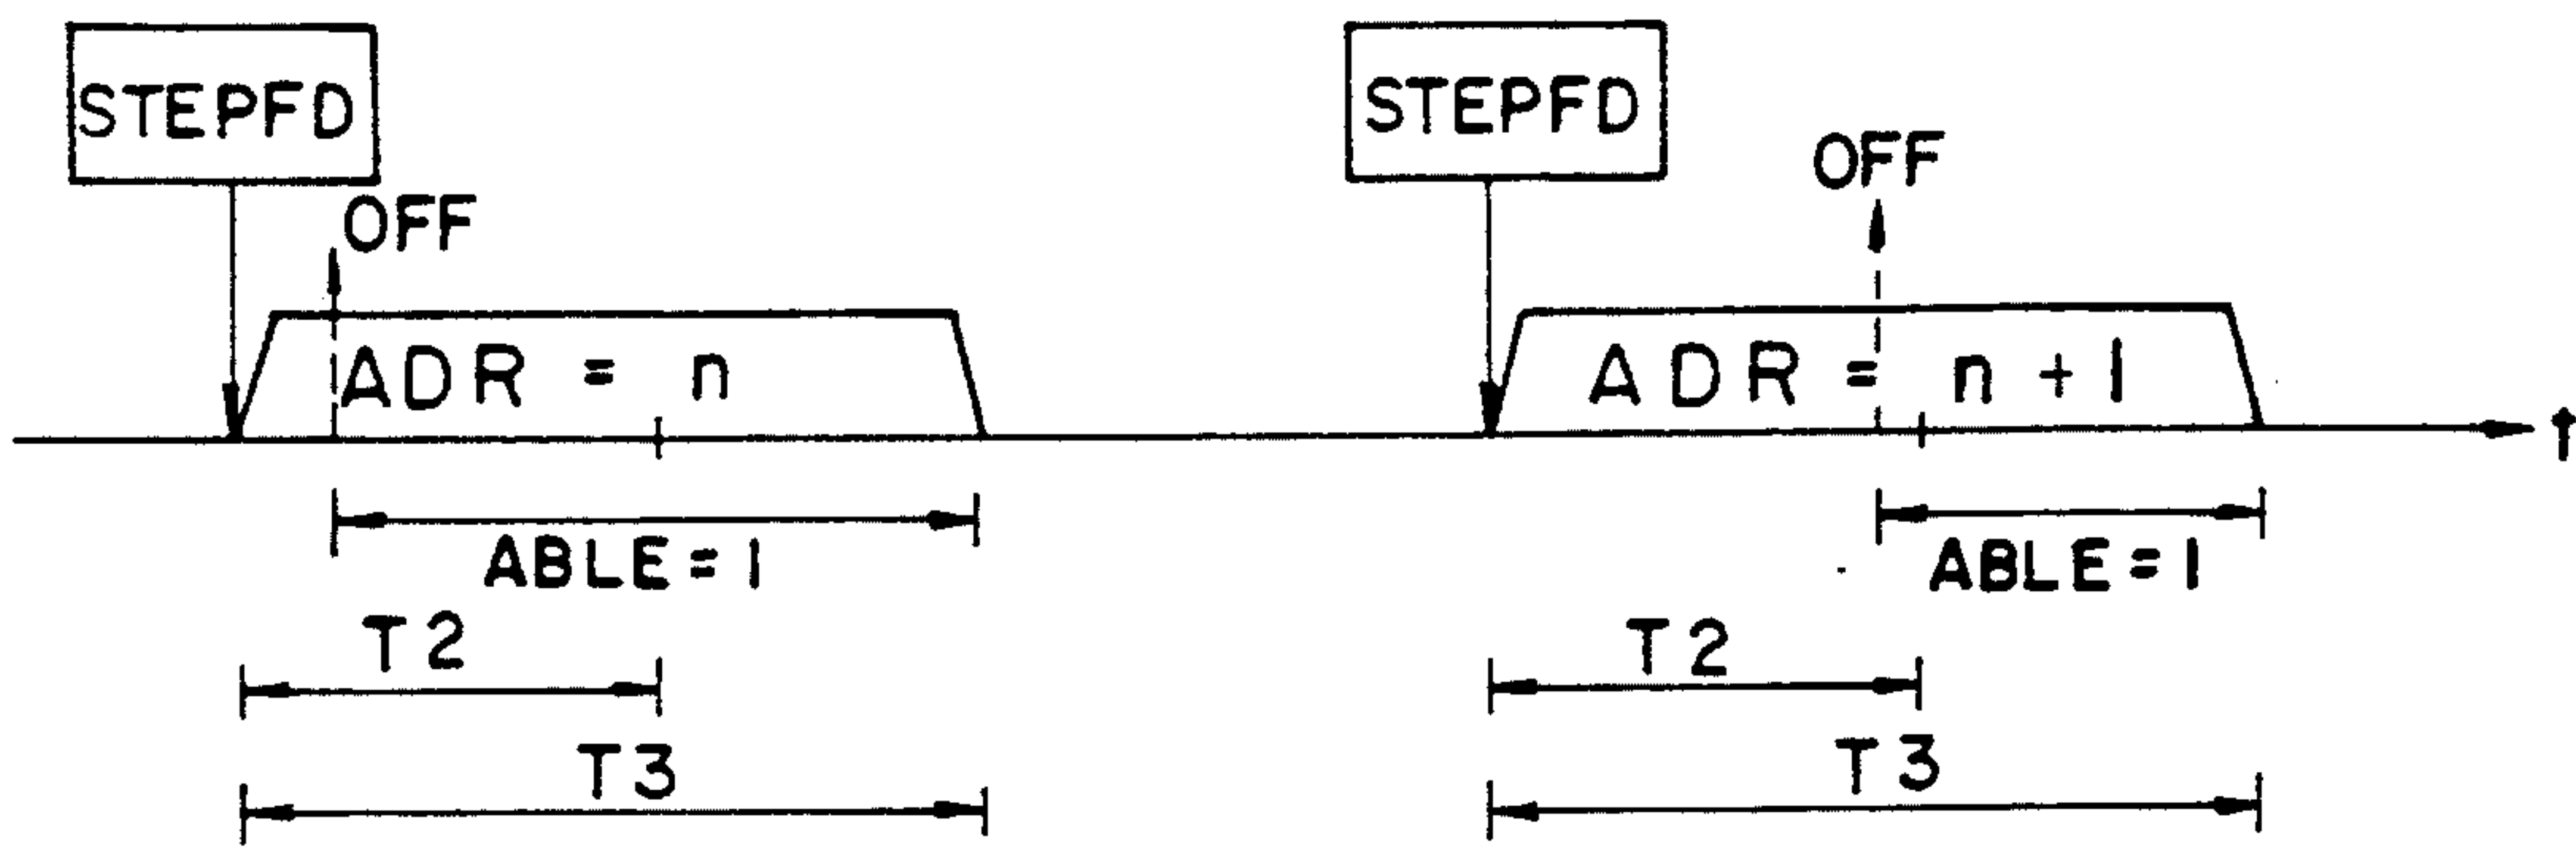 STEPFD
STEPFD
OFF
OFF
ADR = n
ADR = n + 1
t
ABLE = 1
ABLE = 1
T2
T2
T3
T3